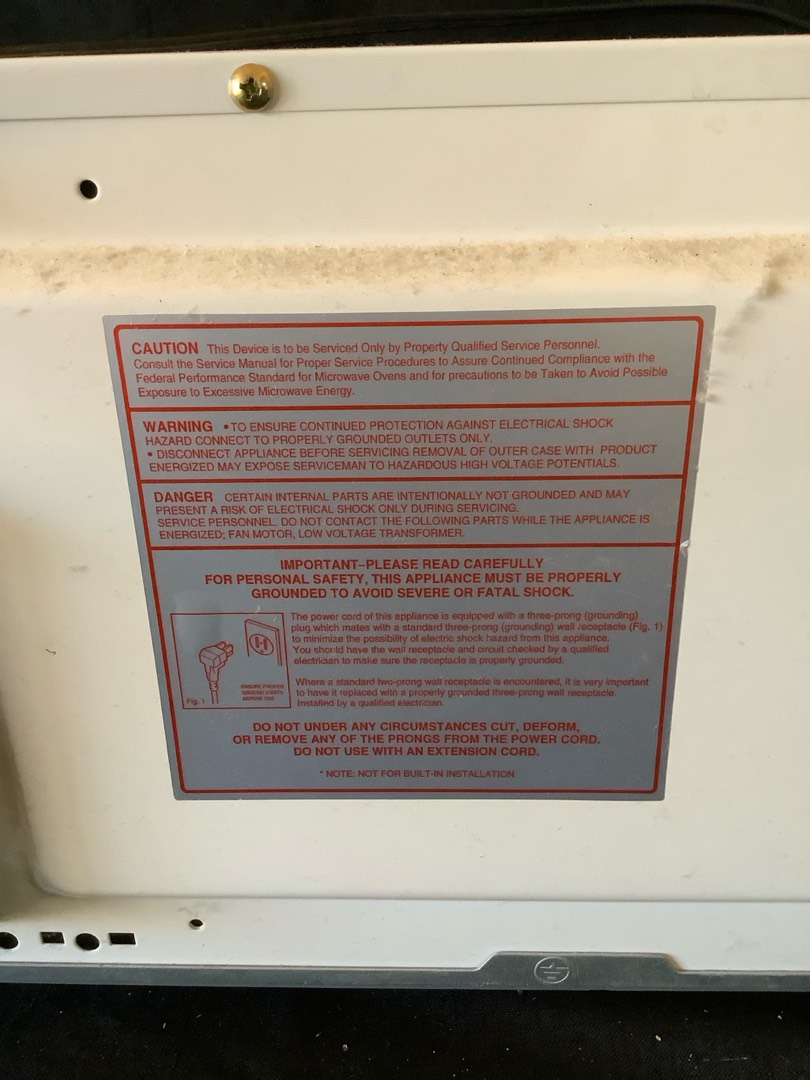 CAUTION This Device is to be Serviced Only by Property Qualified Service Personnel.
Consult the Service Manual for Proper Service Procedures to Assure Continued Compliance with the
Federal Performance Standard for Microwave Ovens and for precautions to be Taken to Avoid Possible
Exposure to Excessive Microwave Energy.
WARNING • TO ENSURE CONTINUED PROTECTION AGAINST ELECTRICAL SHOCK
HAZARD CONNECT TO PROPERLY GROUNDED OUTLETS ONLY.
• DISCONNECT APPLIANCE BEFORE SERVICING REMOVAL OF OUTER CASE WITH PRODUCT
ENERGIZED MAY EXPOSE SERVICEMAN TO HAZARDOUS HIGH VOLTAGE POTENTIALS.
DANGER CERTAIN INTERNAL PARTS ARE INTENTIONALLY NOT GROUNDED AND MAY
PRESENT A RISK OF ELECTRICAL SHOCK ONLY DURING SERVICING.
SERVICE PERSONNEL. DO NOT CONTACT THE FOLLOWING PARTS WHILE THE APPLIANCE IS
ENERGIZED; FAN MOTOR, LOW VOLTAGE TRANSFORMER.
IMPORTANT-PLEASE READ CAREFULLY
FOR PERSONAL SAFETY, THIS APPLIANCE MUST BE PROPERLY
GROUNDED TO AVOID SEVERE OR FATAL SHOCK.
The power cord of this appliance is equipped with a three-prong (grounding)
plug which mates with a standard three-prong (grounding) wall receptacle (Fig. 1)
to minimize the possibility of electric shock hazard from this appliance.
You should have the wall receptacle and circuit checked by a qualified
electrician to make sure the receptacle is properly grounded.
ENSURE PROPER
Fig. 1
BEFORE USE
Where a standard two-prong wall receptacle is encountered, it is very important
to have it replaced with a properly grounded three-prong wall receptacle.
Installed by a qualified electrician.
DO NOT UNDER ANY CIRCUMSTANCES CUT, DEFORM,
OR REMOVE ANY OF THE PRONGS FROM THE POWER CORD.
DO NOT USE WITH AN EXTENSION CORD.
* NOTE: NOT FOR BUILT-IN INSTALLATION